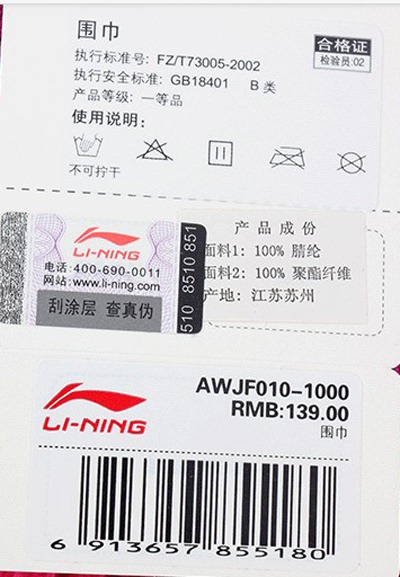 围巾
执行标准号: FZ/T73005-2002
合格证
执行安全标准: GB18401 B 类
检验员:02
产品等级: 一等品
使用说明:
不可拧干
LI-NING
电话:400-690-0011
网站:www.li-ning.com
刮涂层 查真伪
510 8510 851
产品成份
面料1: 100% 腈纶
面料2: 100% 聚酯纤维
产地: 江苏苏州
LI-NING
AWJF010-1000
RMB:139.00
围巾
6 913657 855180